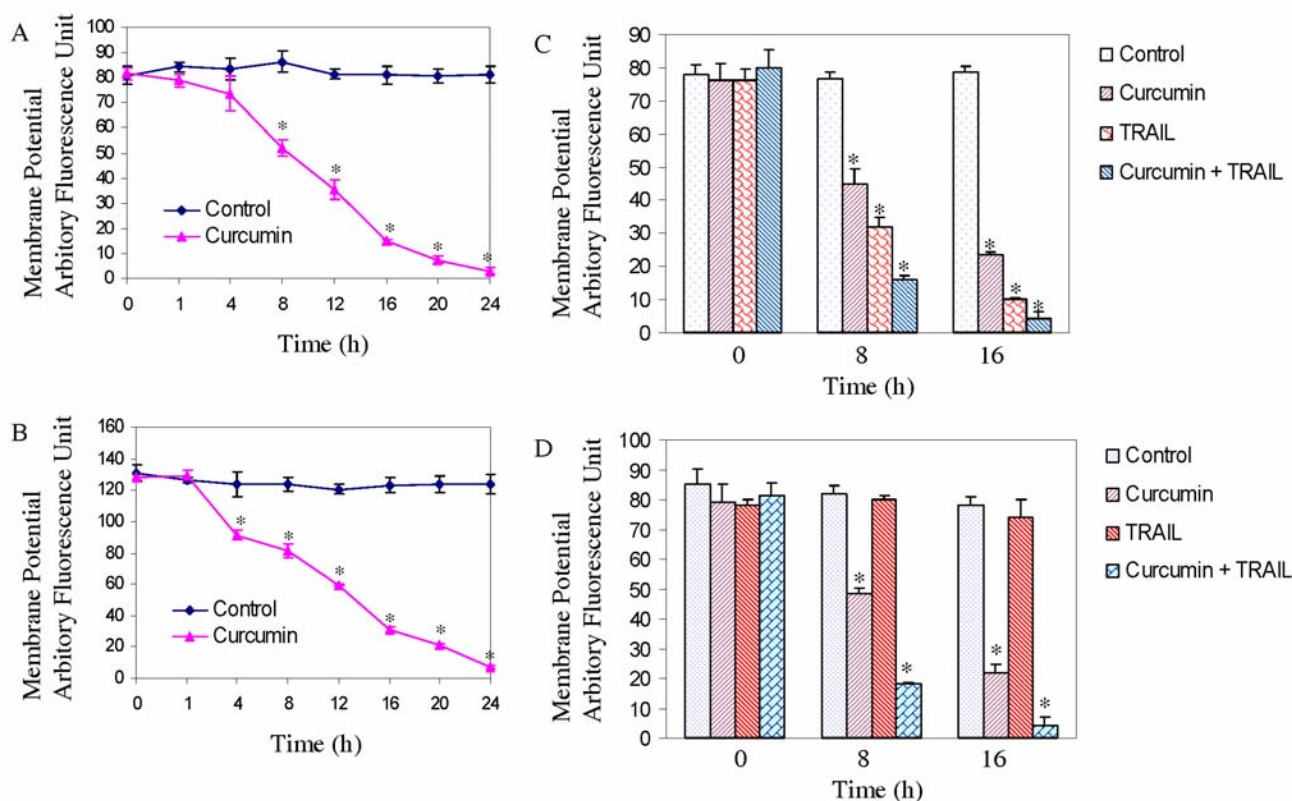 A
Membrane Potential
Arbitory Fluorescence Unit
100
90
80
70
60
50
40
30
20
10
0
*
*
*
*
*
Control
Curcumin
0 1 4 8 12 16 20 24
Time (h)
B
Membrane Potential
Arbitory Fluorescence Unit
160
140
120
100
80
60
40
20
0
*
*
*
*
*
*
Control
Curcumin
0 1 4 8 12 16 20 24
Time (h)
C
Membrane Potential
Arbitory Fluorescence Unit
90
80
70
60
50
40
30
20
10
0
*
*
*
*
*
*
0 8 16
Time (h)
Control
Curcumin
TRAIL
Curcumin + TRAIL
D
Membrane Potential
Arbitory Fluorescence Unit
100
90
80
70
60
50
40
30
20
10
0
*
*
*
*
0 8 16
Time (h)
Control
Curcumin
TRAIL
Curcumin + TRAIL